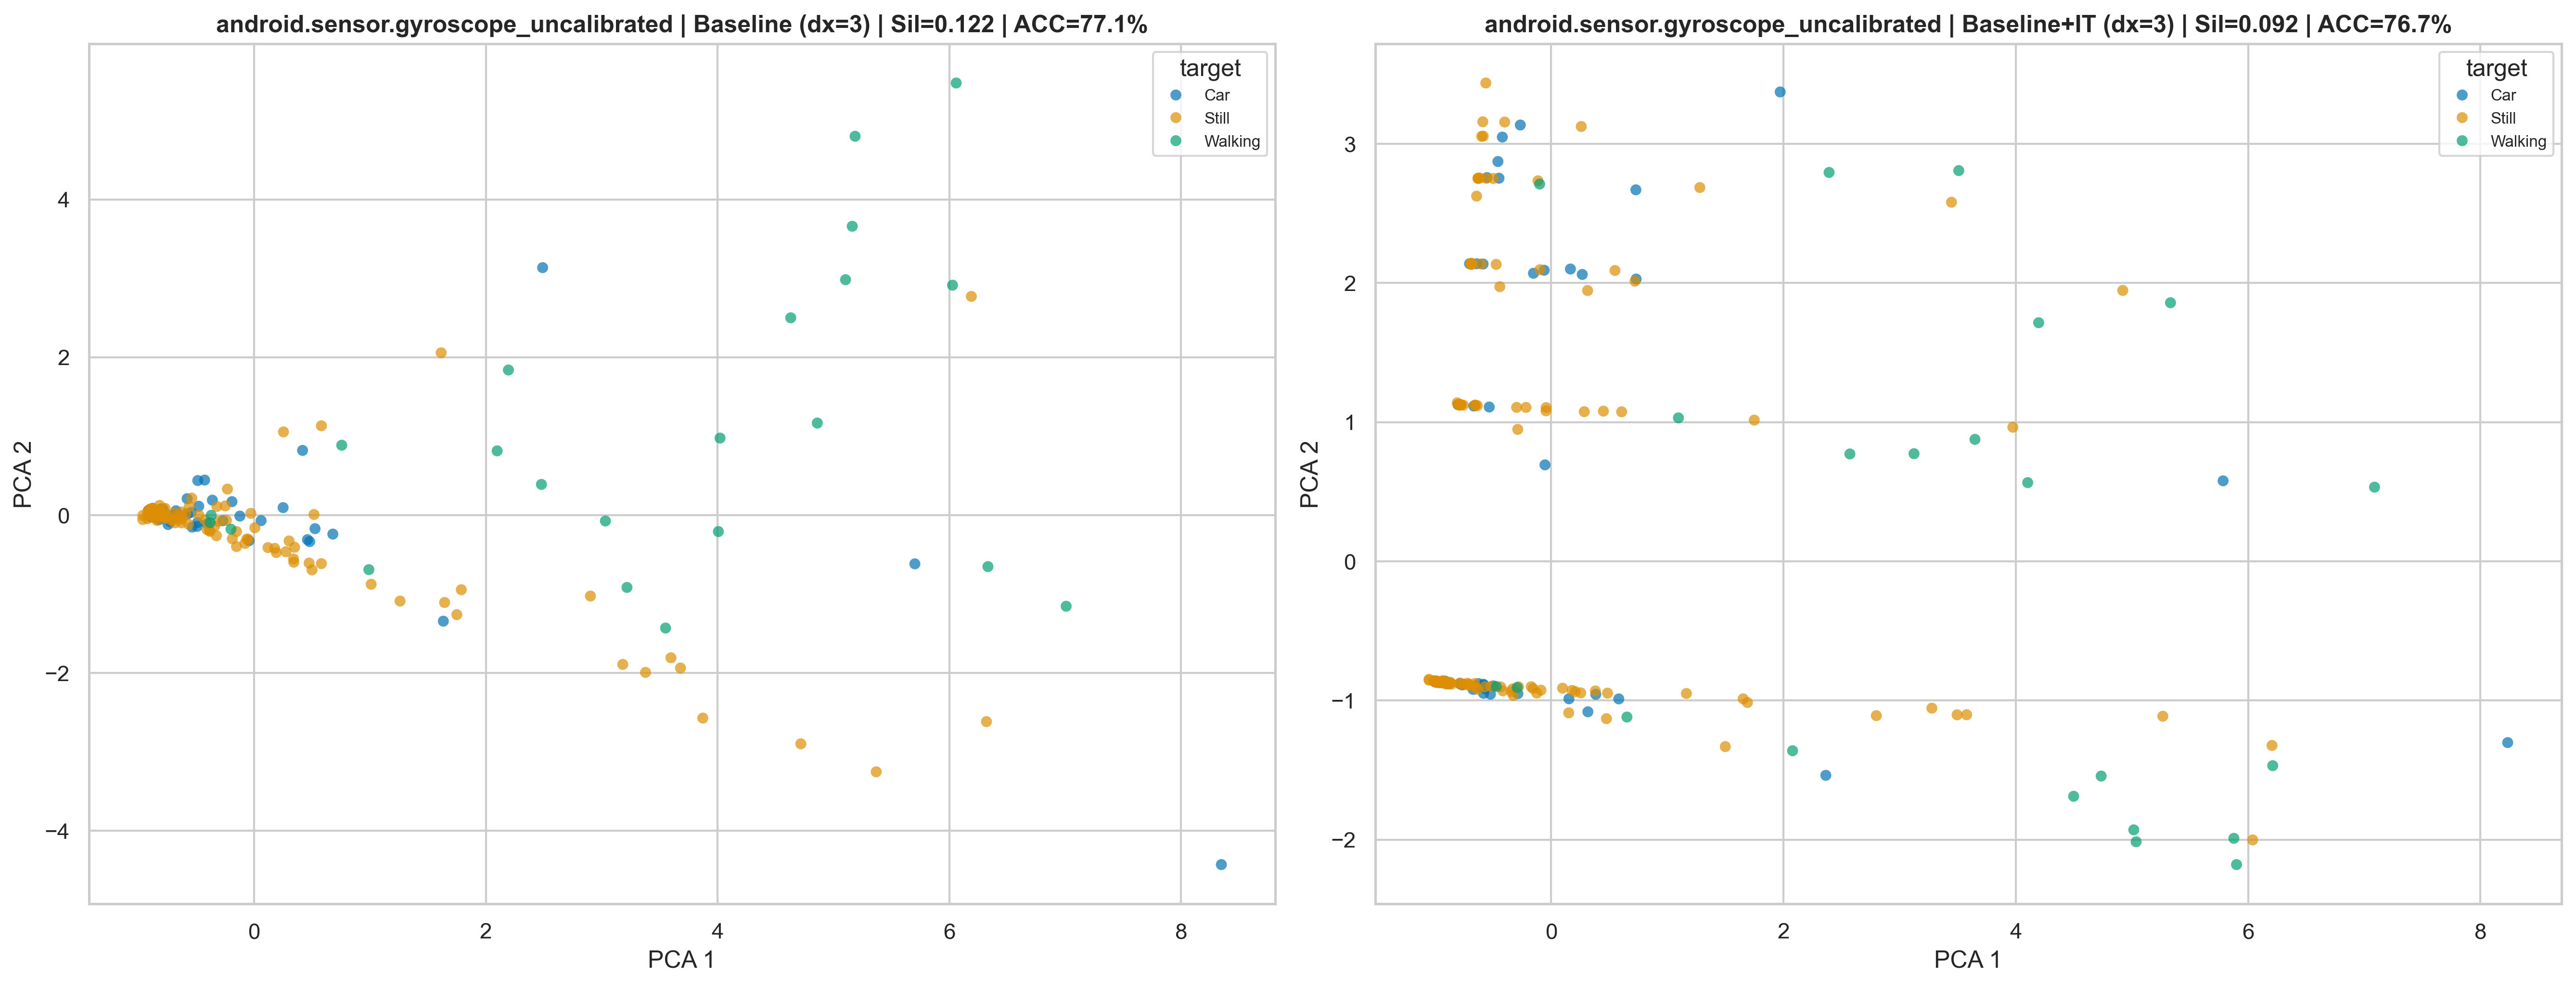 android.sensor.gyroscope_uncalibrated | Baseline (dx=3) | Sil=0.122 | ACC=77.1%
target
Car
Still
Walking
4
2
0
−2
−4
PCA 2
0
2
4
6
8
PCA 1
android.sensor.gyroscope_uncalibrated | Baseline+IT (dx=3) | Sil=0.092 | ACC=76.7%
target
Car
Still
Walking
3
2
1
0
−1
−2
PCA 2
0
2
4
6
8
PCA 1